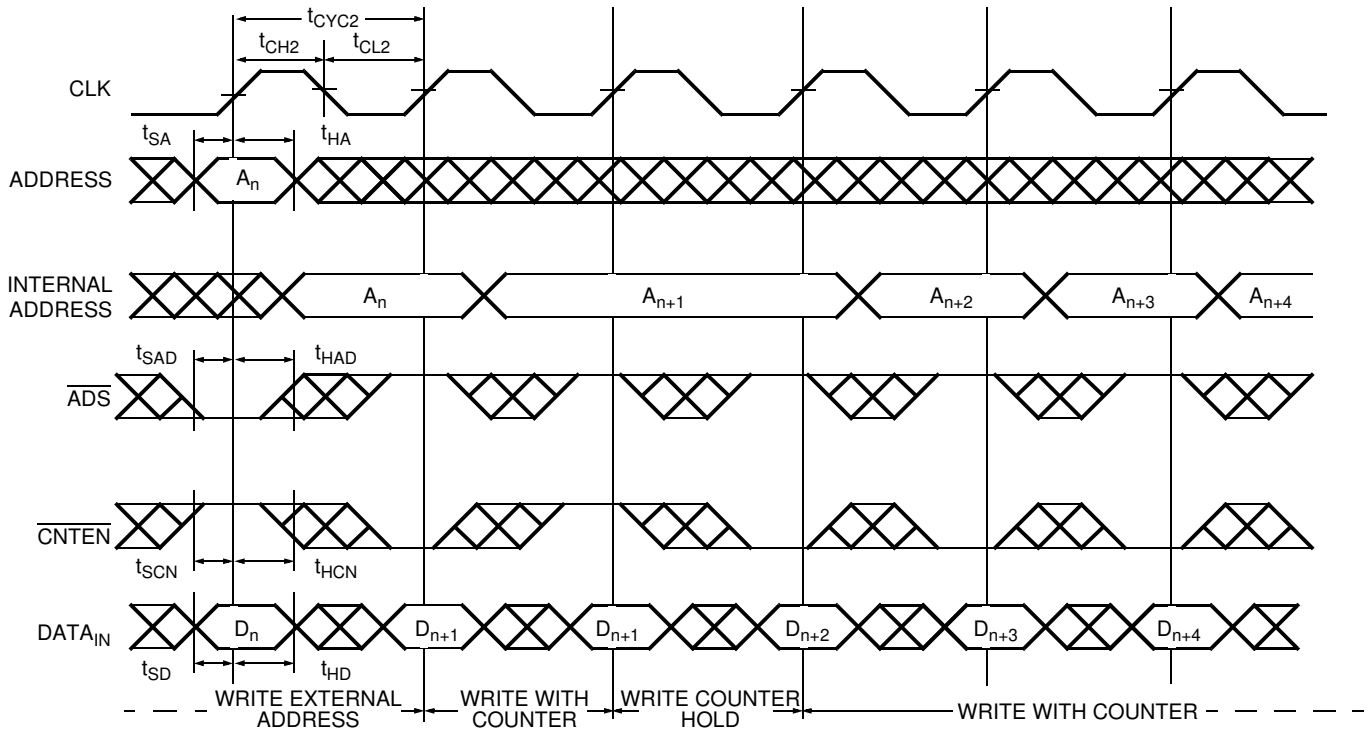 tCYC2
tCH2 tCL2
CLK
tSA tHA
ADDRESS An
INTERNAL ADDRESS An An+1 An+2 An+3 An+4
tSAD tHAD
ADS
CNTEN
tSCN tHCN
DATAIN Dn Dn+1 Dn+1 Dn+2 Dn+3 Dn+4
tSD tHD
WRITE EXTERNAL ADDRESS
WRITE WITH COUNTER
WRITE COUNTER HOLD
WRITE WITH COUNTER